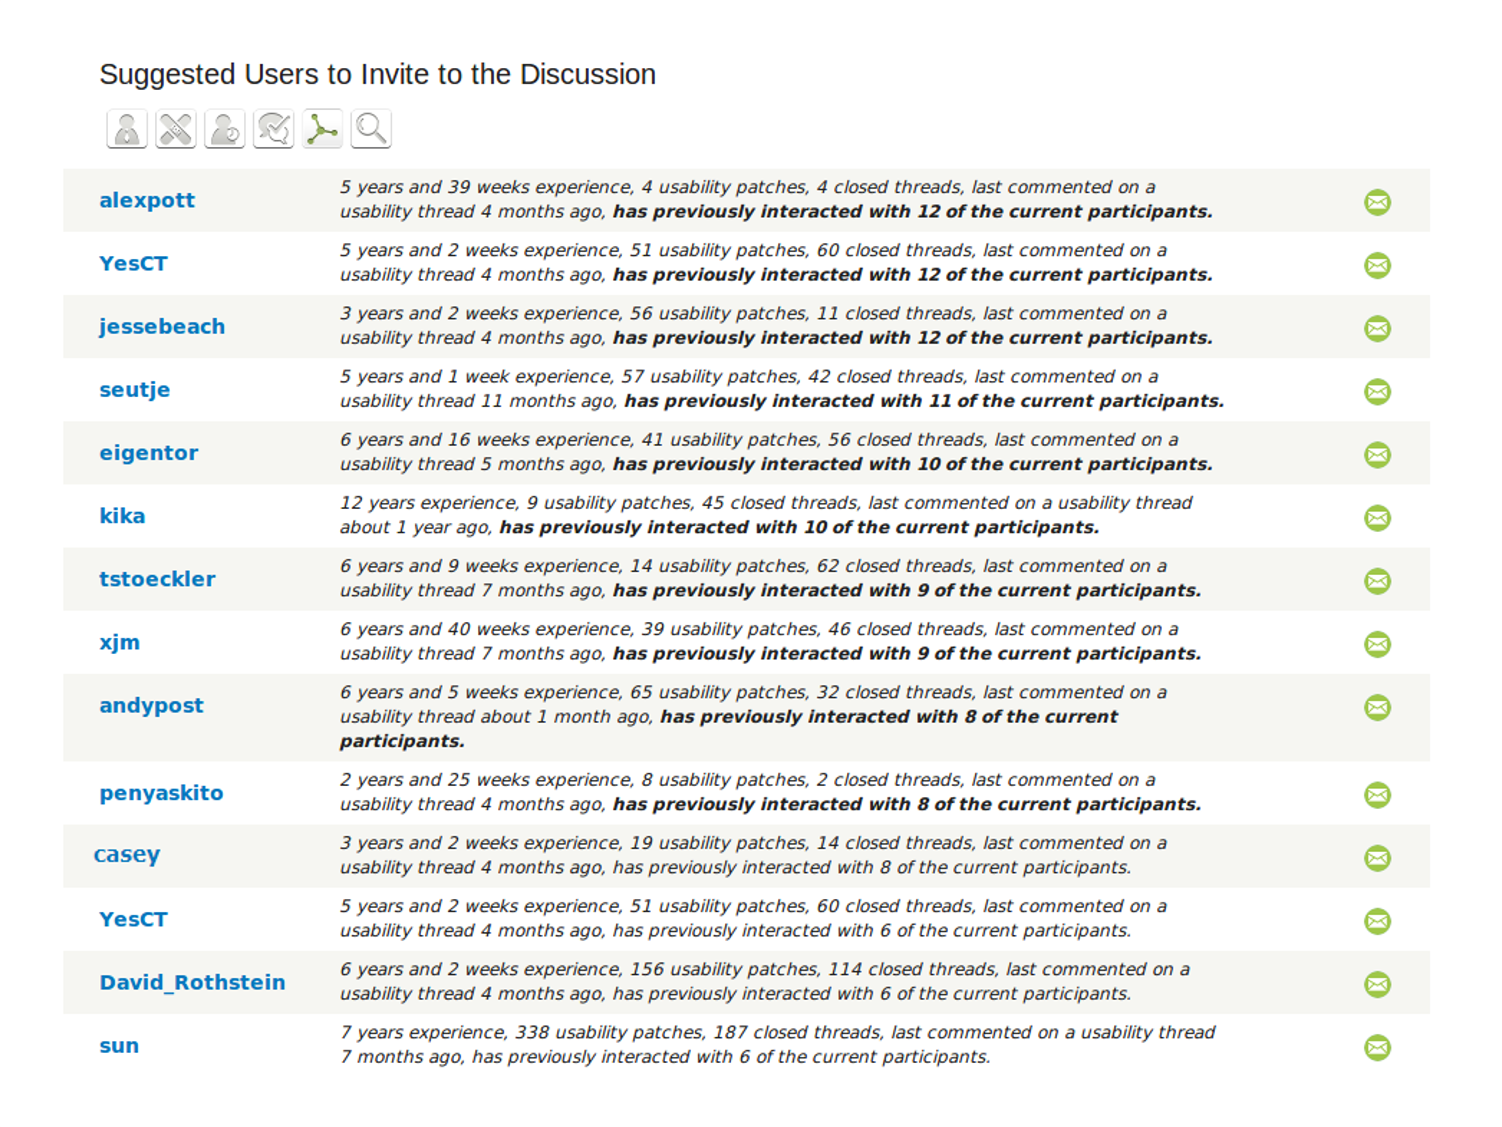 Suggested Users to Invite to the Discussion
alexpott
5 years and 39 weeks experience, 4 usability patches, 4 closed threads, last commented on a
usability thread 4 months ago, has previously interacted with 12 of the current participants.
YesCT
5 years and 2 weeks experience, 51 usability patches, 60 closed threads, last commented on a
usability thread 4 months ago, has previously interacted with 12 of the current participants.
jessebeach
3 years and 2 weeks experience, 56 usability patches, 11 closed threads, last commented on a
usability thread 4 months ago, has previously interacted with 12 of the current participants.
seutje
5 years and 1 week experience, 57 usability patches, 42 closed threads, last commented on a
usability thread 11 months ago, has previously interacted with 11 of the current participants.
eigentor
6 years and 16 weeks experience, 41 usability patches, 56 closed threads, last commented on a
usability thread 5 months ago, has previously interacted with 10 of the current participants.
kika
12 years experience, 9 usability patches, 45 closed threads, last commented on a usability thread
about 1 year ago, has previously interacted with 10 of the current participants.
tstoeckler
6 years and 9 weeks experience, 14 usability patches, 62 closed threads, last commented on a
usability thread 7 months ago, has previously interacted with 9 of the current participants.
xjm
6 years and 40 weeks experience, 39 usability patches, 46 closed threads, last commented on a
usability thread 7 months ago, has previously interacted with 9 of the current participants.
andypost
6 years and 5 weeks experience, 65 usability patches, 32 closed threads, last commented on a
usability thread about 1 month ago, has previously interacted with 8 of the current
participants.
penyaskito
2 years and 25 weeks experience, 8 usability patches, 2 closed threads, last commented on a
usability thread 4 months ago, has previously interacted with 8 of the current participants.
casey
3 years and 2 weeks experience, 19 usability patches, 14 closed threads, last commented on a
usability thread 4 months ago, has previously interacted with 8 of the current participants.
YesCT
5 years and 2 weeks experience, 51 usability patches, 60 closed threads, last commented on a
usability thread 4 months ago, has previously interacted with 6 of the current participants.
David_Rothstein
6 years and 2 weeks experience, 156 usability patches, 114 closed threads, last commented on a
usability thread 4 months ago, has previously interacted with 6 of the current participants.
sun
7 years experience, 338 usability patches, 187 closed threads, last commented on a usability thread
7 months ago, has previously interacted with 6 of the current participants.